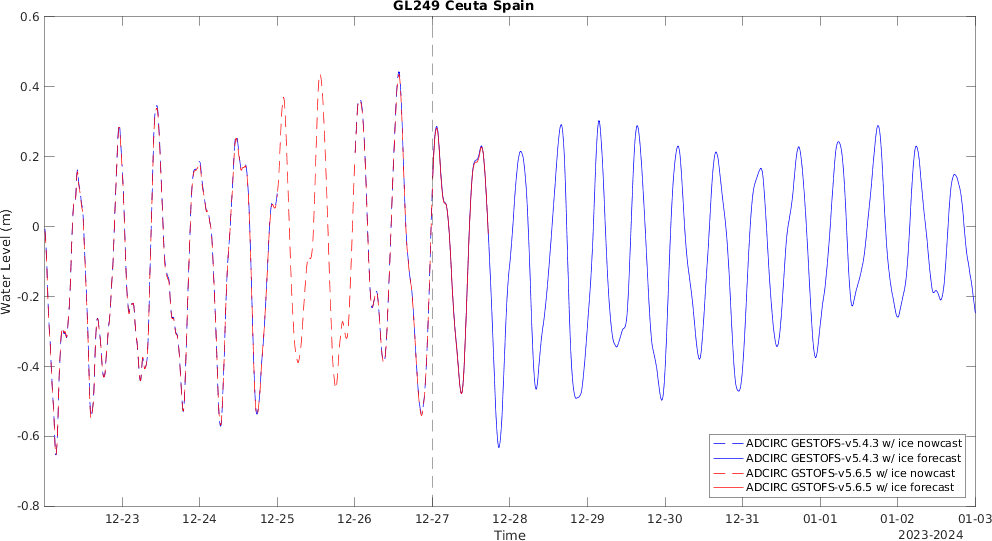 GL249 Ceuta Spain
0.6
0.4
0.2
0
-0.2
-0.4
-0.6
-0.8
Water Level (m)
ADCIRC GESTOFS-v5.4.3 w/ ice nowcast
ADCIRC GESTOFS-v5.4.3 w/ ice forecast
ADCIRC GSTOFS-v5.6.5 w/ ice nowcast
ADCIRC GSTOFS-v5.6.5 w/ ice forecast
12-23 12-24 12-25 12-26 12-27 12-28 12-29 12-30 12-31 01-01 01-02 01-03
Time
2023-2024